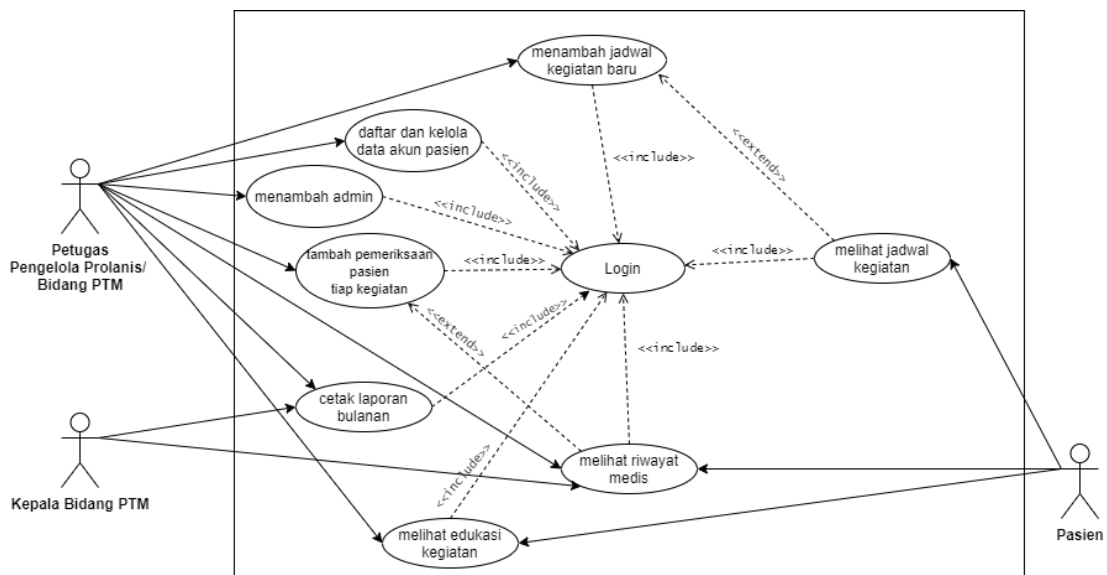 menambah jadwal
kegiatan baru
daftar dan kelola
data akun pasien
<<include>>
<<include>>
<<extend>>
menambah admin
<<include>>
Petugas
Pengelola Prolanis/
Bidang PTM
tambah pemeriksaan
pasien
tiap kegiatan
<<include>>
Login
<<include>>
melihat jadwal
kegiatan
<<extend>>
<<include>>
<<include>>
cetak laporan
bulanan
Kepala Bidang PTM
<<include>>
melihat riwayat
medis
melihat edukasi
kegiatan
Pasien